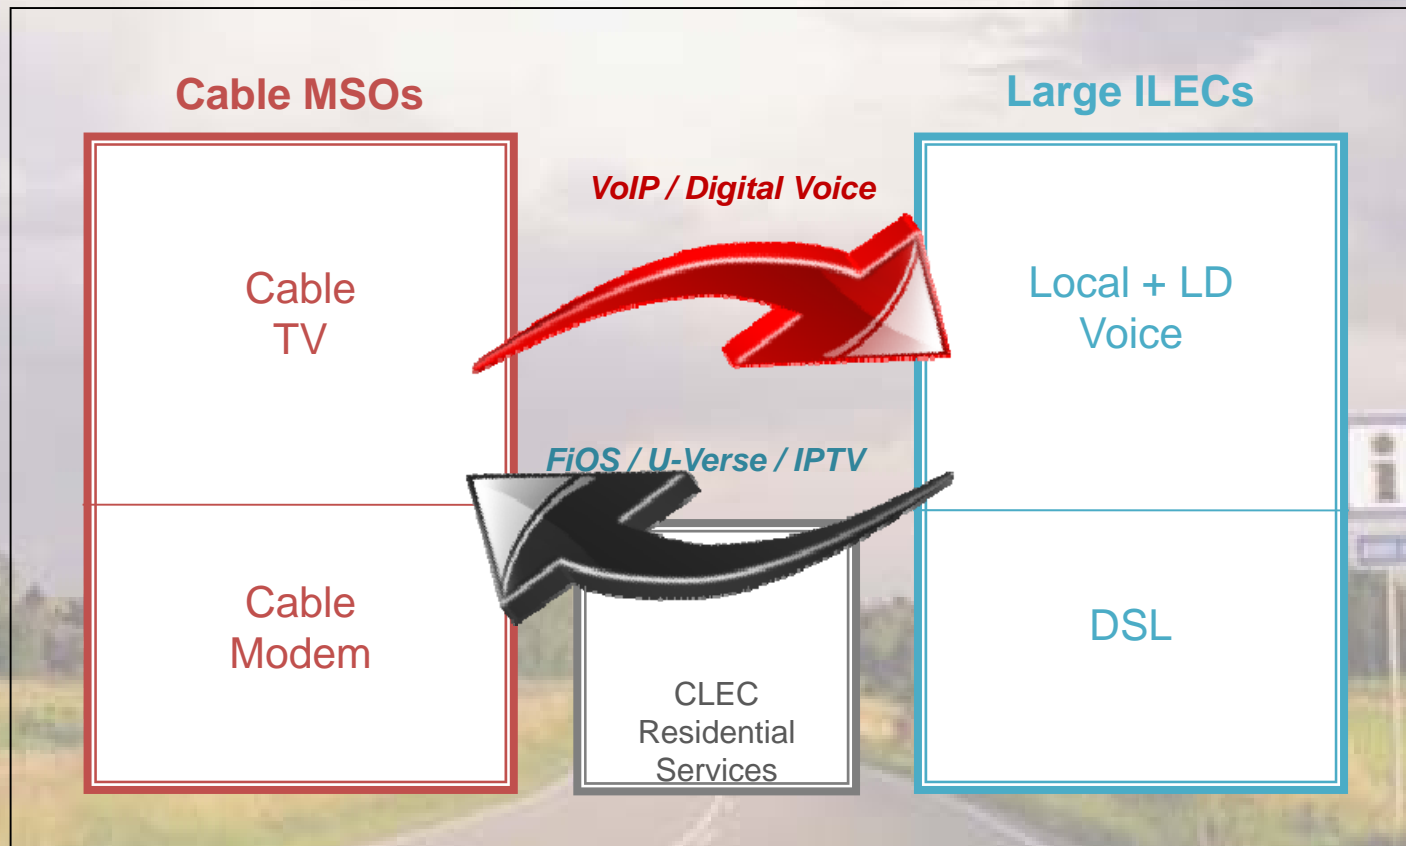 Cable MSOs
Large ILECs
VoIP / Digital Voice
Cable
TV
Local + LD
Voice
FiOS / U-Verse / IPTV
Cable
Modem
DSL
CLEC
Residential
Services
i